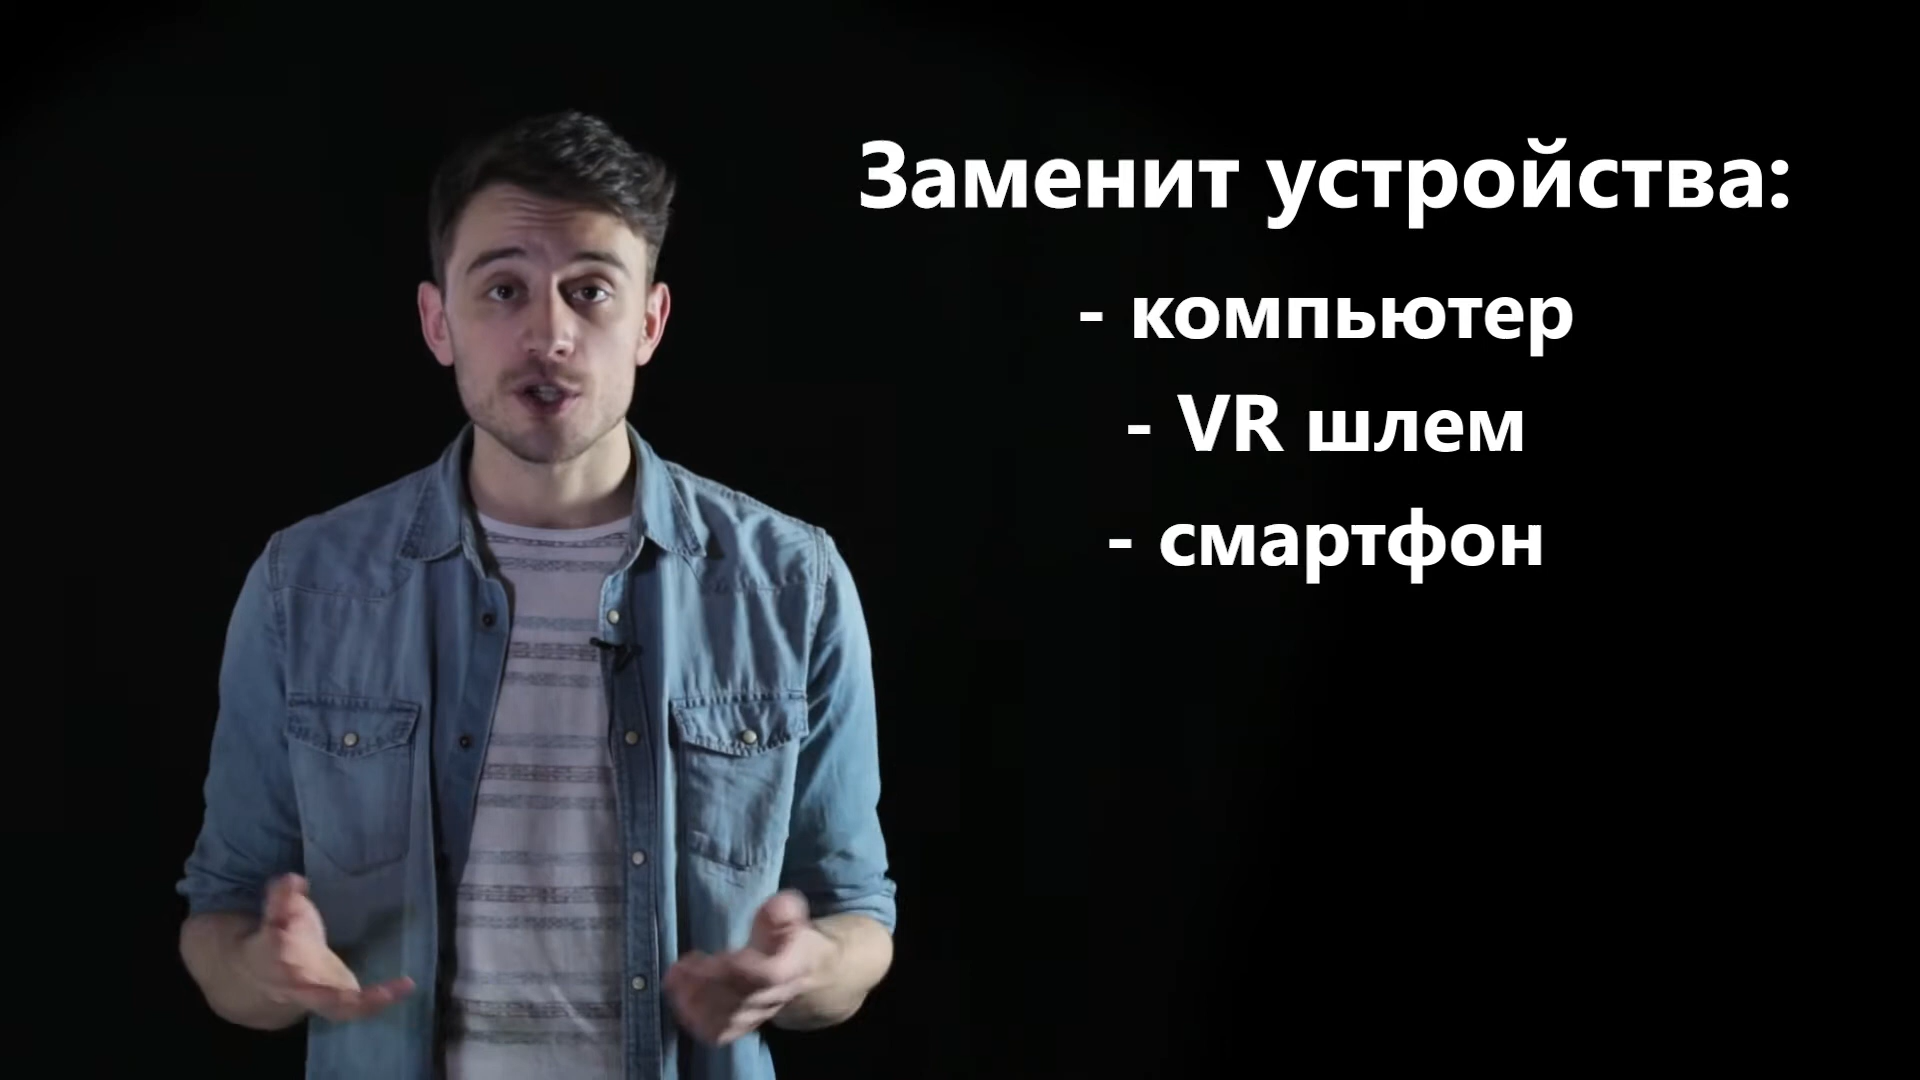 Заменит устройства:
- компьютер
- VR шлем
- смартфон